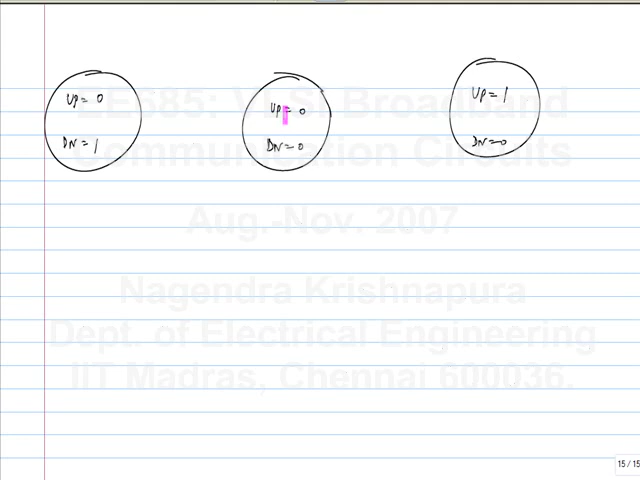 UP = 0
DN = 1
UP = 0
DN = 0
UP = 1
DN = 0
EE685: VLSI Broadband
Communication Circuits
Aug.-Nov. 2007
Nagendra Krishnapura
Dept. of Electrical Engineering
IIT Madras, Chennai 600036.
15 / 15